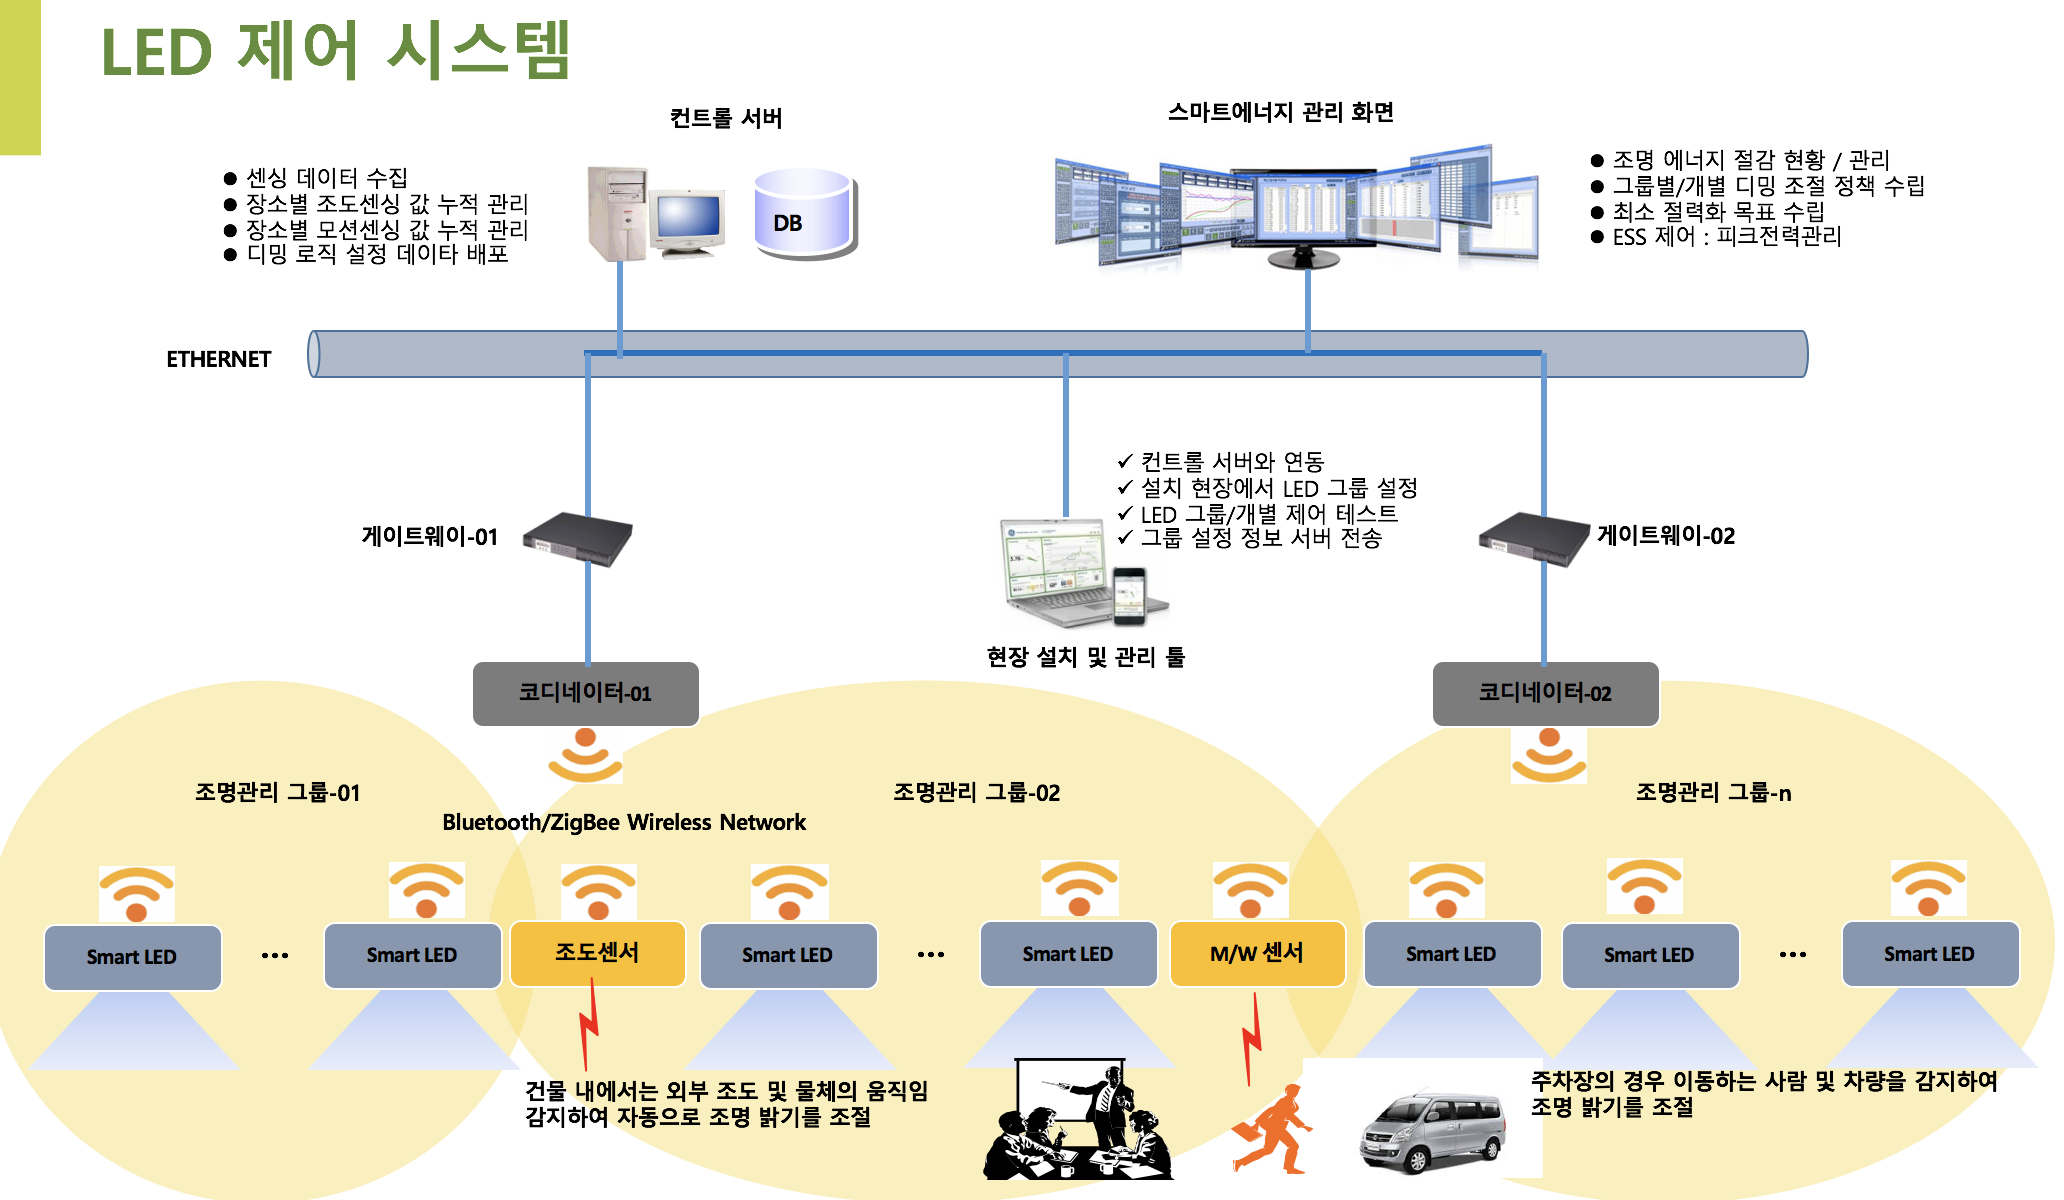 LED 제어 시스템
컨트롤 서버
스마트에너지 관리 화면
● 센싱 데이터 수집
● 장소별 조도센싱 값 누적 관리
● 장소별 모션센싱 값 누적 관리
● 디밍 로직 설정 데이타 배포
DB
● 조명 에너지 절감 현황 / 관리
● 그룹별/개별 디밍 조절 정책 수립
● 최소 절력화 목표 수립
● ESS 제어 : 피크전력관리
ETHERNET
✓ 컨트롤 서버와 연동
✓ 설치 현장에서 LED 그룹 설정
✓ LED 그룹/개별 제어 테스트
✓ 그룹 설정 정보 서버 전송
게이트웨이-01
게이트웨이-02
현장 설치 및 관리 툴
코디네이터-01
코디네이터-02
조명관리 그룹-01
조명관리 그룹-02
조명관리 그룹-n
Bluetooth/ZigBee Wireless Network
Smart LED
...
Smart LED
조도센서
Smart LED
...
Smart LED
M/W 센서
Smart LED
Smart LED
...
Smart LED
건물 내에서는 외부 조도 및 물체의 움직임
감지하여 자동으로 조명 밝기를 조절
주차장의 경우 이동하는 사람 및 차량을 감지하여
조명 밝기를 조절